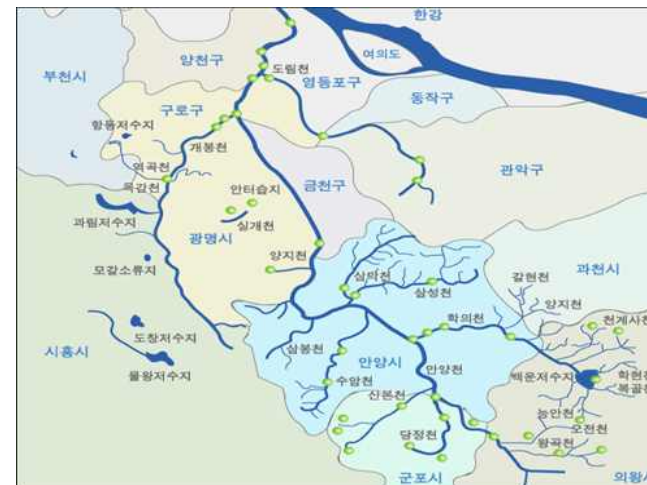 한강
양천구
여의도
부천시
도림천
영등포구
구로구
동작구
항동저수지
개봉천
역곡천
관악구
목감천
안터습지
금천구
과림저수지
실개천
광명시
양지천
과천시
삼막천
갈현천
모갈소류지
삼성천
양지천
학의천
천계사천
도창저수지
시흥시
삼봉천
안양시
안양천
백운저수지
학현천
물왕저수지
수암천
복골천
산본천
능안천
오전천
당정천
왕곡천
군포시
의왕시